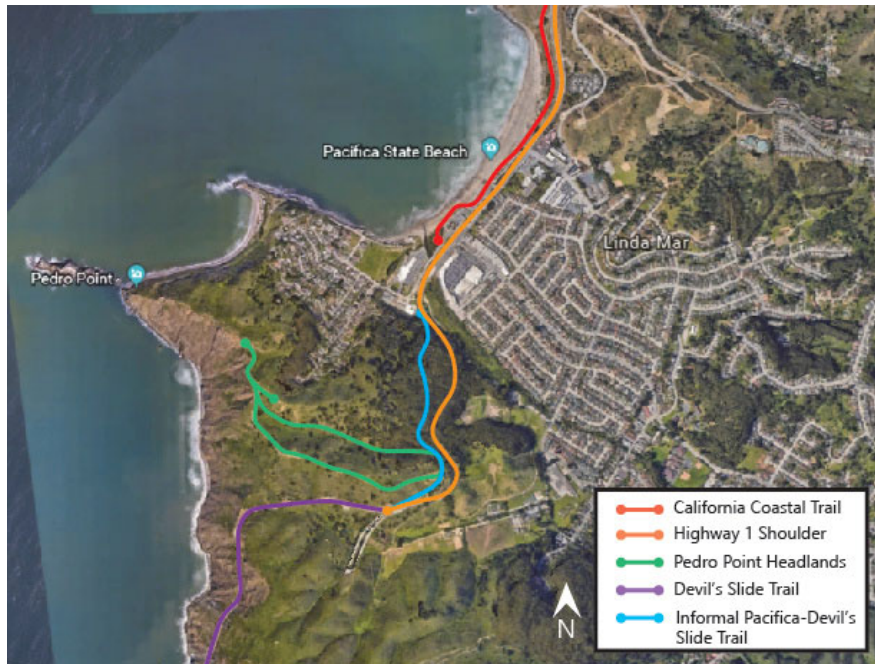 Pacifica State Beach
Linda Mar
Pedro Point
California Coastal Trail
Highway 1 Shoulder
Pedro Point Headlands
Devil's Slide Trail
Informal Pacifica-Devil's
Slide Trail
N